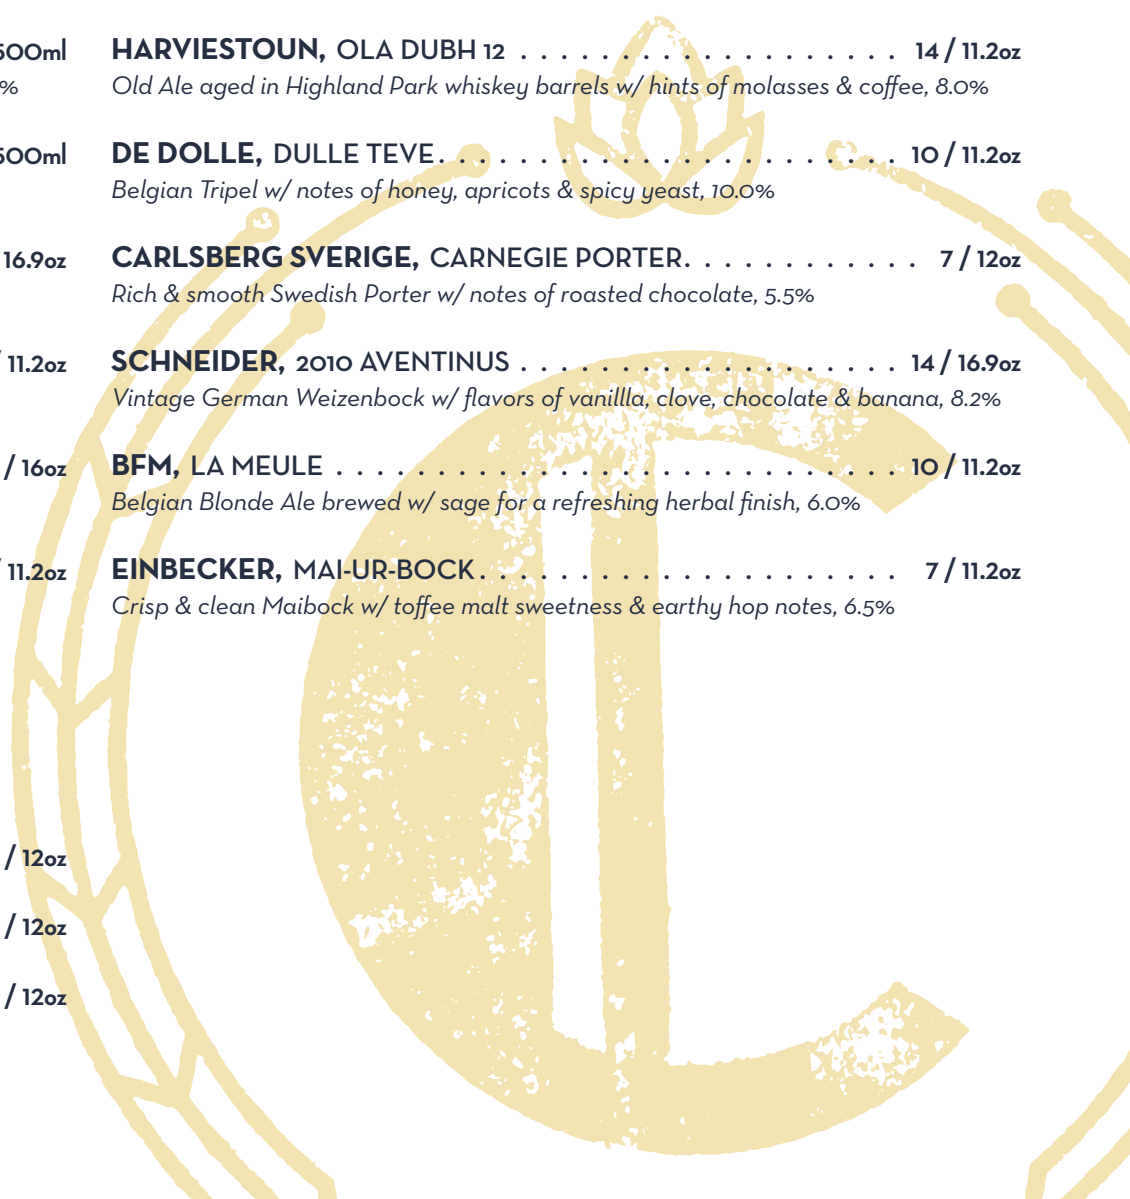 500ml
%
500ml
16.9oz
/ 11.2oz
/ 16oz
/ 11.2oz
/ 12oz
/ 12oz
/ 12oz
HARVIESTOUN, OLA DUBH 12 . . . . . . . . . . . . . . . . . . . 14 / 11.2oz
Old Ale aged in Highland Park whiskey barrels w/ hints of molasses & coffee, 8.0%
DE DOLLE, DULLE TEVE. . . . . . . . . . . . . . . . . . . . . . . 10 / 11.2oz
Belgian Tripel w/ notes of honey, apricots & spicy yeast, 10.0%
CARLSBERG SVERIGE, CARNEGIE PORTER. . . . . . . . . . . . 7 / 12oz
Rich & smooth Swedish Porter w/ notes of roasted chocolate, 5.5%
SCHNEIDER, 2010 AVENTINUS . . . . . . . . . . . . . . . . . . . 14 / 16.9oz
Vintage German Weizenbock w/ flavors of vanillla, clove, chocolate & banana, 8.2%
BFM, LA MEULE . . . . . . . . . . . . . . . . . . . . . . . . . . . . 10 / 11.2oz
Belgian Blonde Ale brewed w/ sage for a refreshing herbal finish, 6.0%
EINBECKER, MAI-UR-BOCK. . . . . . . . . . . . . . . . . . . . . 7 / 11.2oz
Crisp & clean Maibock w/ toffee malt sweetness & earthy hop notes, 6.5%
C